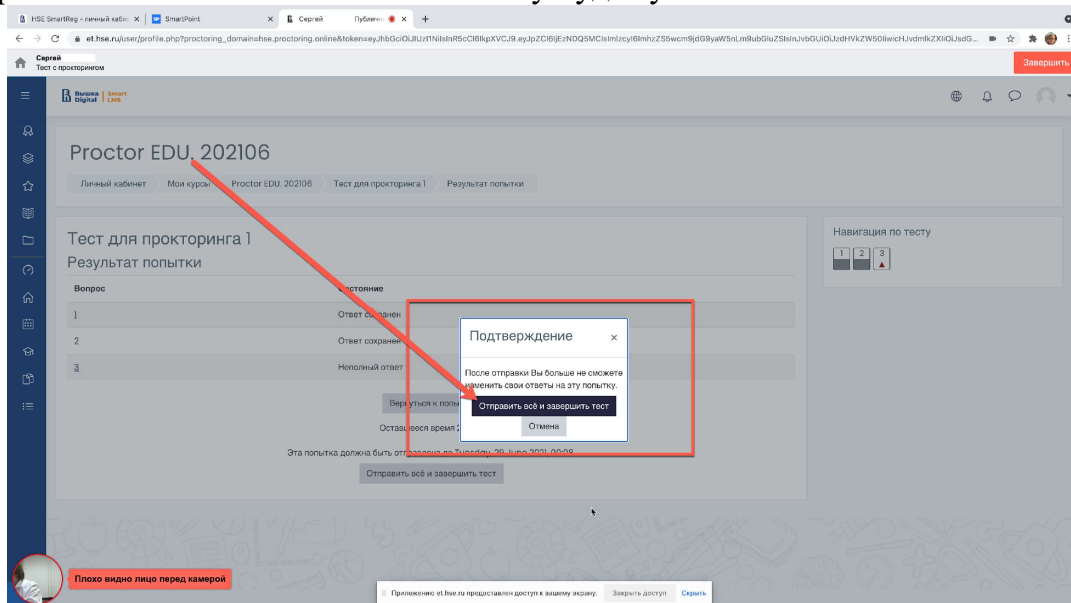 HSE SmartReg - личный кабин
SmartPoint
Сергей Публичн
et.hse.ru/user/profile.php?proctoring_domain=hse.proctoring.online&token=
Сергей
Тест с прокторингом
Завершить
Вышка Digital Smart LMS
Proctor EDU. 202106
Личный кабинет Мои курсы Proctor EDU. 202106 Тест для прокторинга 1 Результат попытки
Тест для прокторинга 1
Результат попытки
Вопрос Состояние
1 Ответ сохранен
2 Ответ сохранен
3 Неполный ответ
Вернуться к попы
Оставшееся время 2
Эта попытка должна быть отправлена до Tuesday, 29 June 2021, 00:08
Отправить всё и завершить тест
Подтверждение ×
После отправки Вы больше не сможете
изменить свои ответы на эту попытку.
Отправить всё и завершить тест
Отмена
Навигация по тесту
1 2 3
Плохо видно лицо перед камерой
Приложению et.hse.ru предоставлен доступ к вашему экрану. Закрыть доступ Скрыть